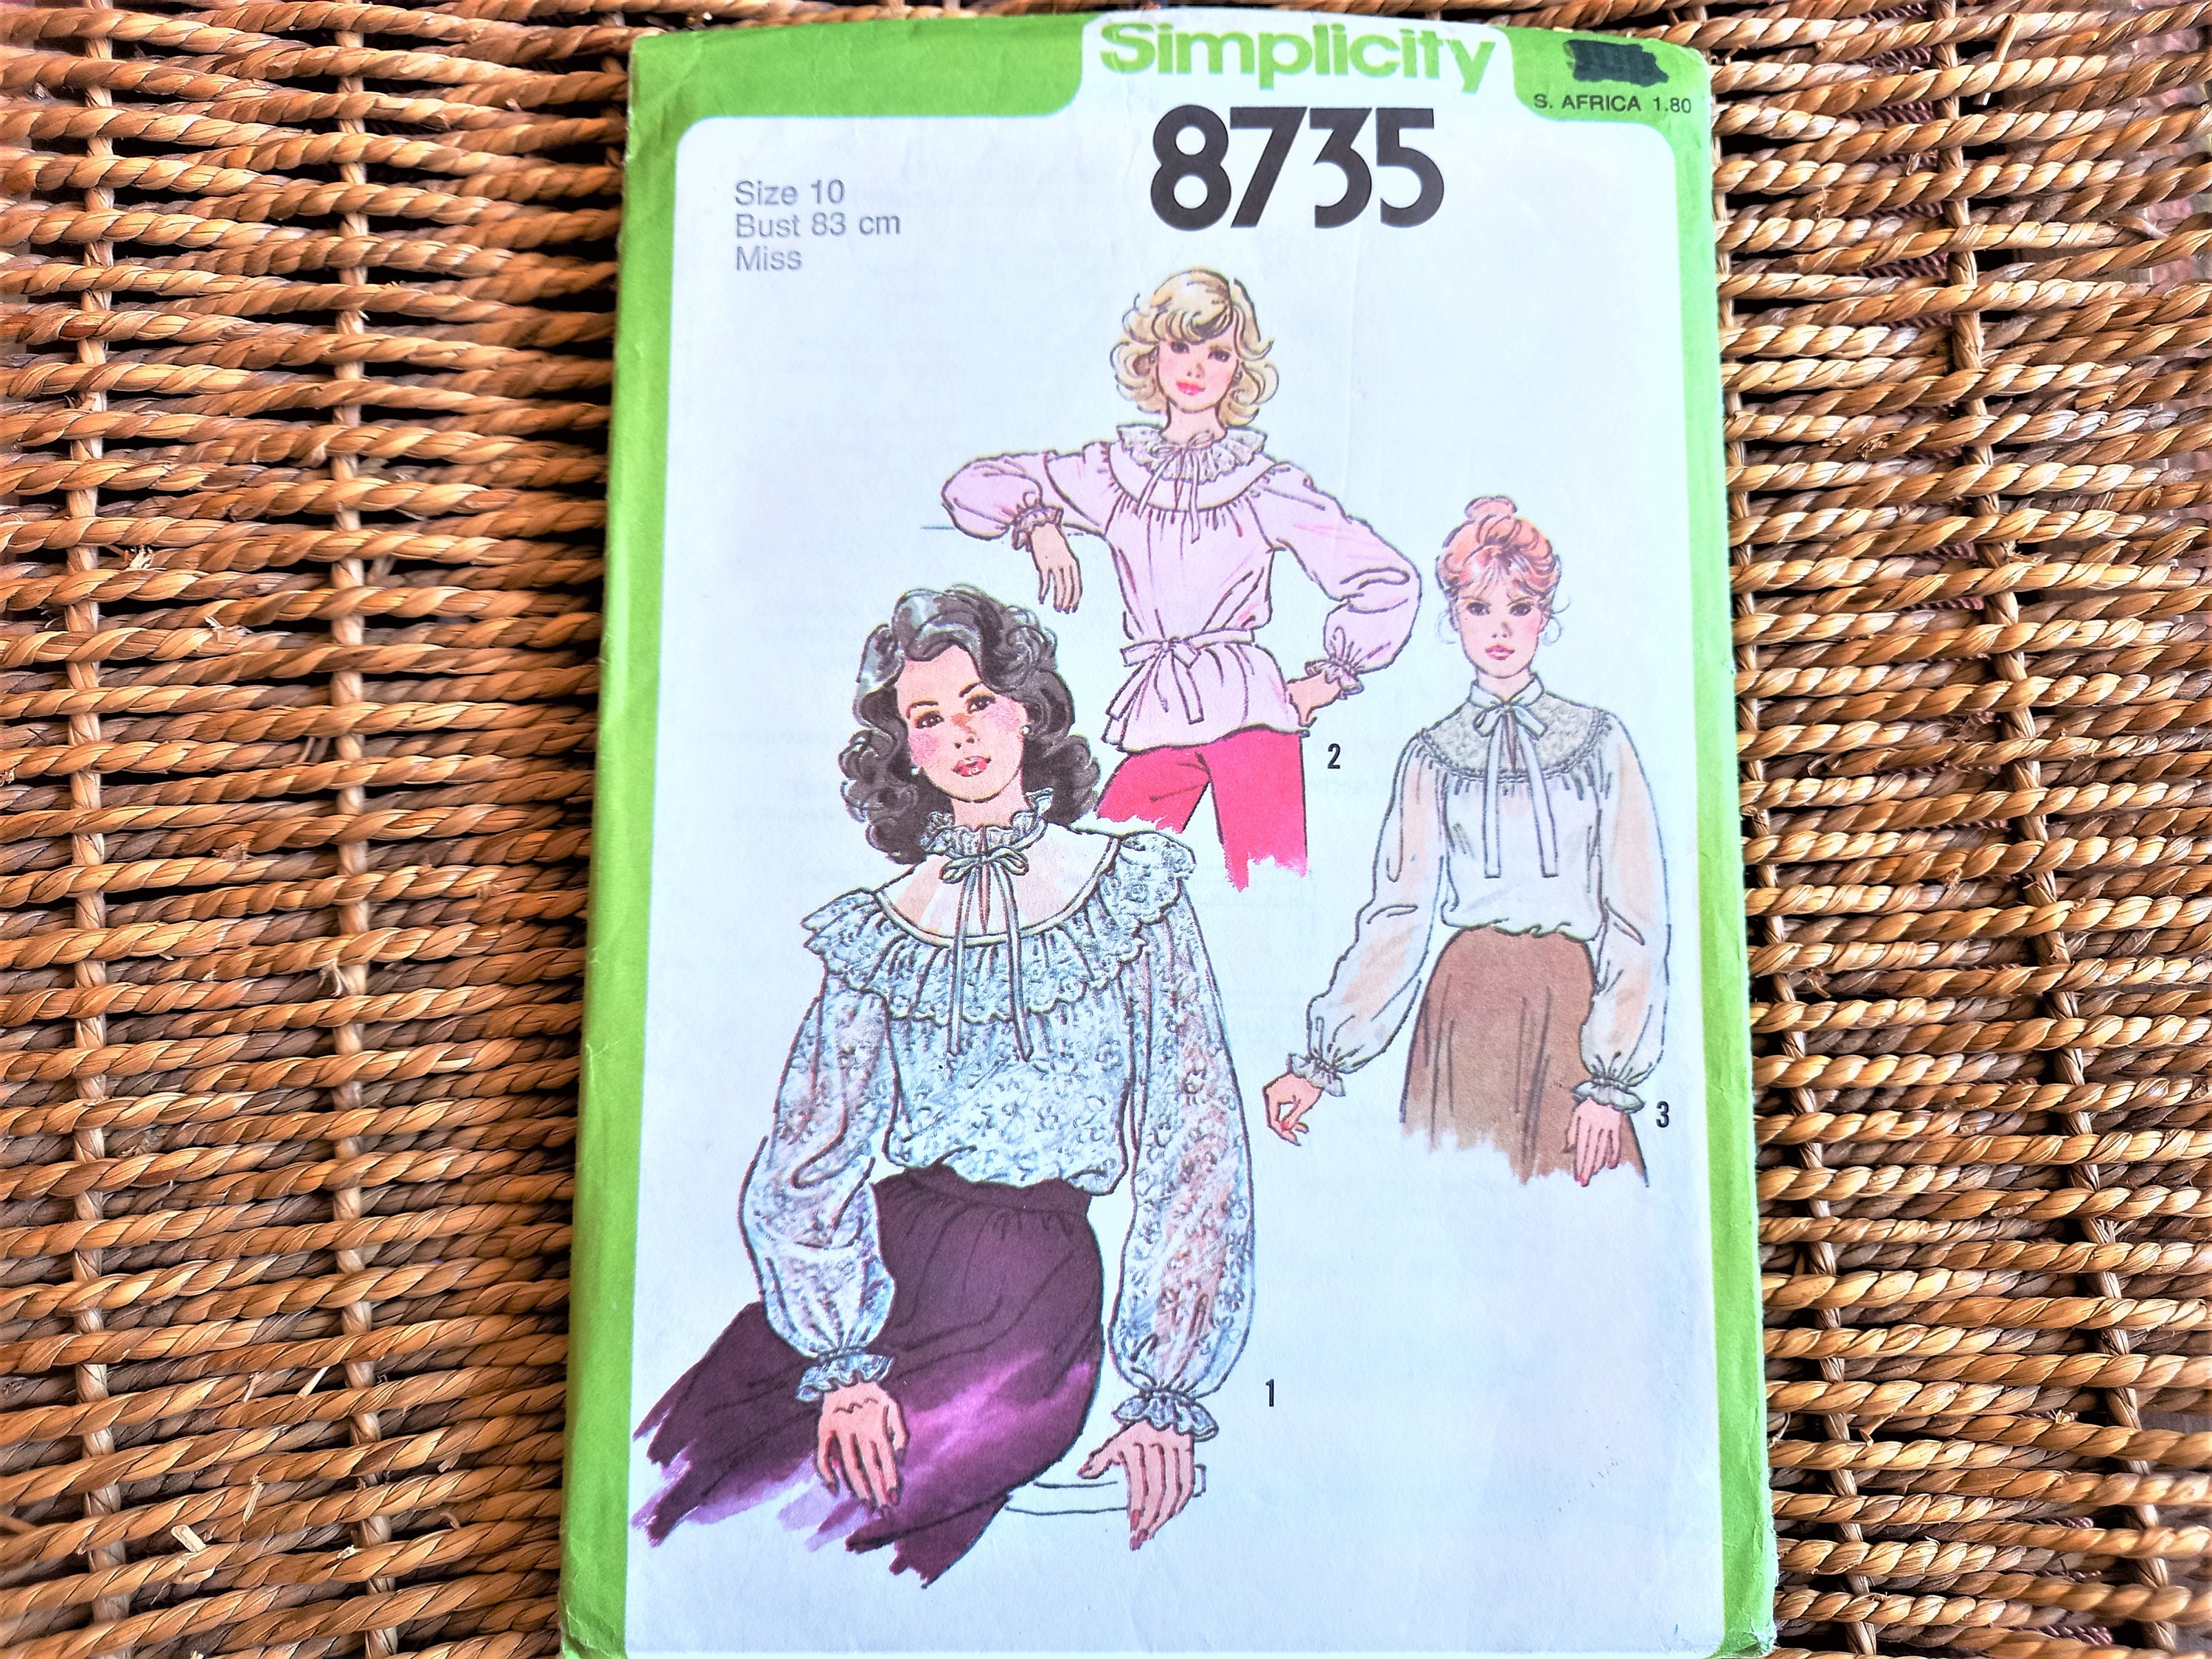 Simplicity
S. AFRICA 1.80
8735
Size 10
Bust 83 cm
Miss
2
3
1